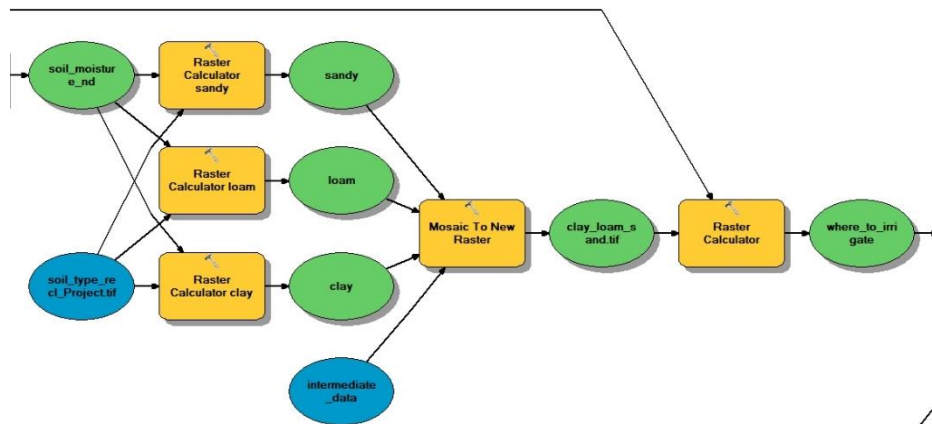 soil_moistur
e_nd
Raster
Calculator
sandy
sandy
Raster
Calculator loam
loam
Mosaic To New
Raster
clay_loam_s
and.tif
Raster
Calculator
where_to_irri
gate
soil_type_re
cl_Project.tif
Raster
Calculator clay
clay
intermediate
_data